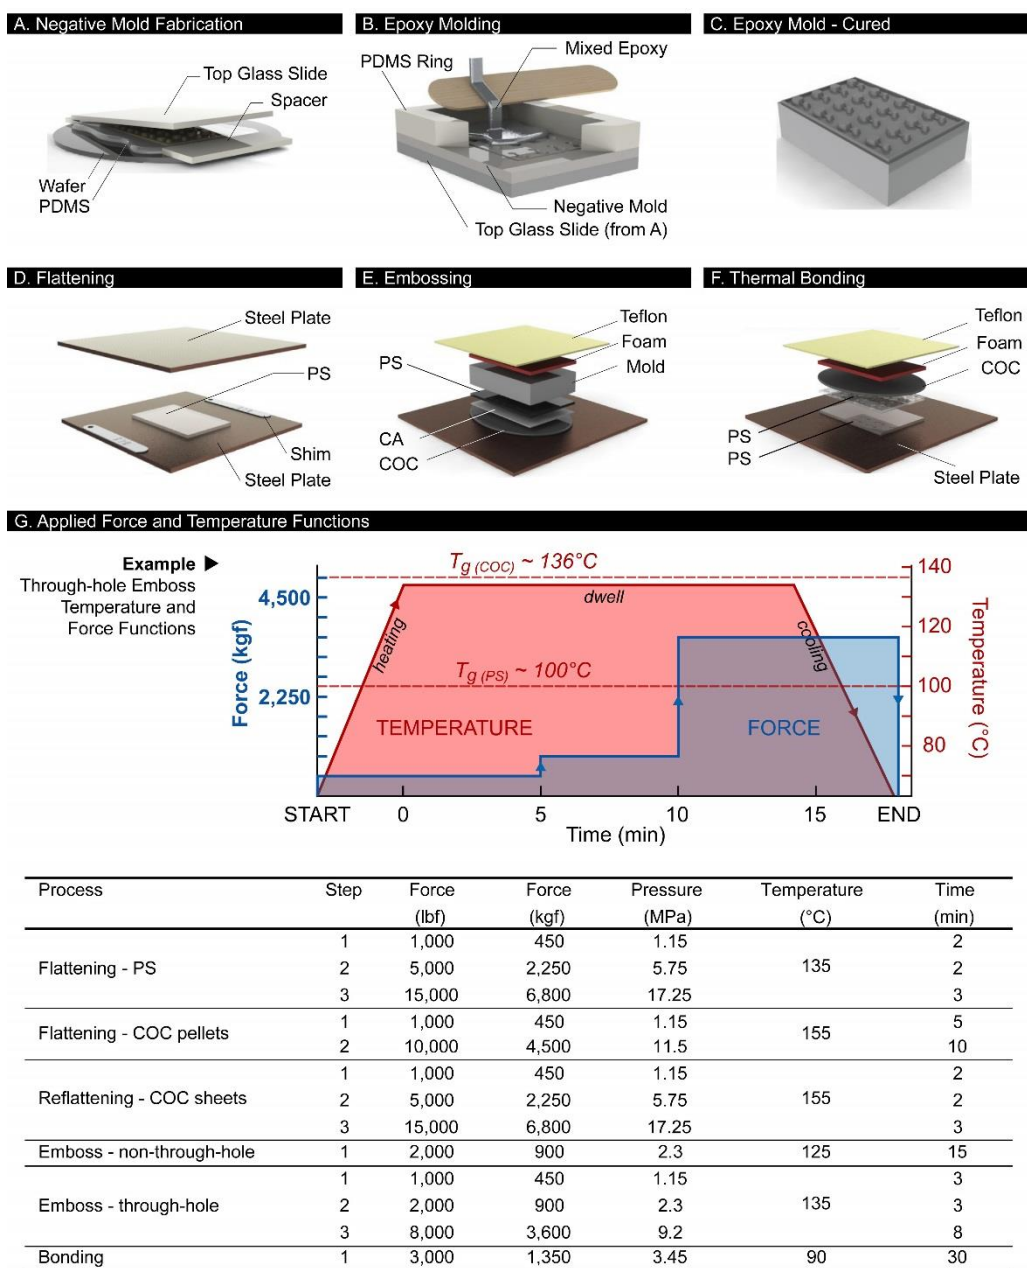 A. Negative Mold Fabrication
Top Glass Slide
Spacer
Wafer
PDMS
B. Epoxy Molding
Mixed Epoxy
PDMS Ring
Negative Mold
Top Glass Slide (from A)
C. Epoxy Mold - Cured
D. Flattening
Steel Plate
PS
Shim
Steel Plate
E. Embossing
Teflon
Foam
PS
Mold
CA
COC
F. Thermal Bonding
Teflon
Foam
COC
PS
PS
Steel Plate
G. Applied Force and Temperature Functions
Example ►
Through-hole Emboss
Temperature and
Force Functions
Force (kgf)
4,500
2,250
Tg (COC) ~ 136°C
dwell
heating
cooling
Tg (PS) ~ 100°C
TEMPERATURE
FORCE
140
120
100
80
Temperature (°C)
START 0 5 10 15 END
Time (min)
Process Step Force Force Pressure Temperature Time
(lbf) (kgf) (MPa) (°C) (min)
1 1,000 450 1.15 2
Flattening - PS 2 5,000 2,250 5.75 135 2
3 15,000 6,800 17.25 3
Flattening - COC pellets 1 1,000 450 1.15 155 5
2 10,000 4,500 11.5 10
1 1,000 450 1.15 2
Reflattening - COC sheets 2 5,000 2,250 5.75 155 2
3 15,000 6,800 17.25 3
Emboss - non-through-hole 1 2,000 900 2.3 125 15
1 1,000 450 1.15 3
Emboss - through-hole 2 2,000 900 2.3 135 3
3 8,000 3,600 9.2 8
Bonding 1 3,000 1,350 3.45 90 30